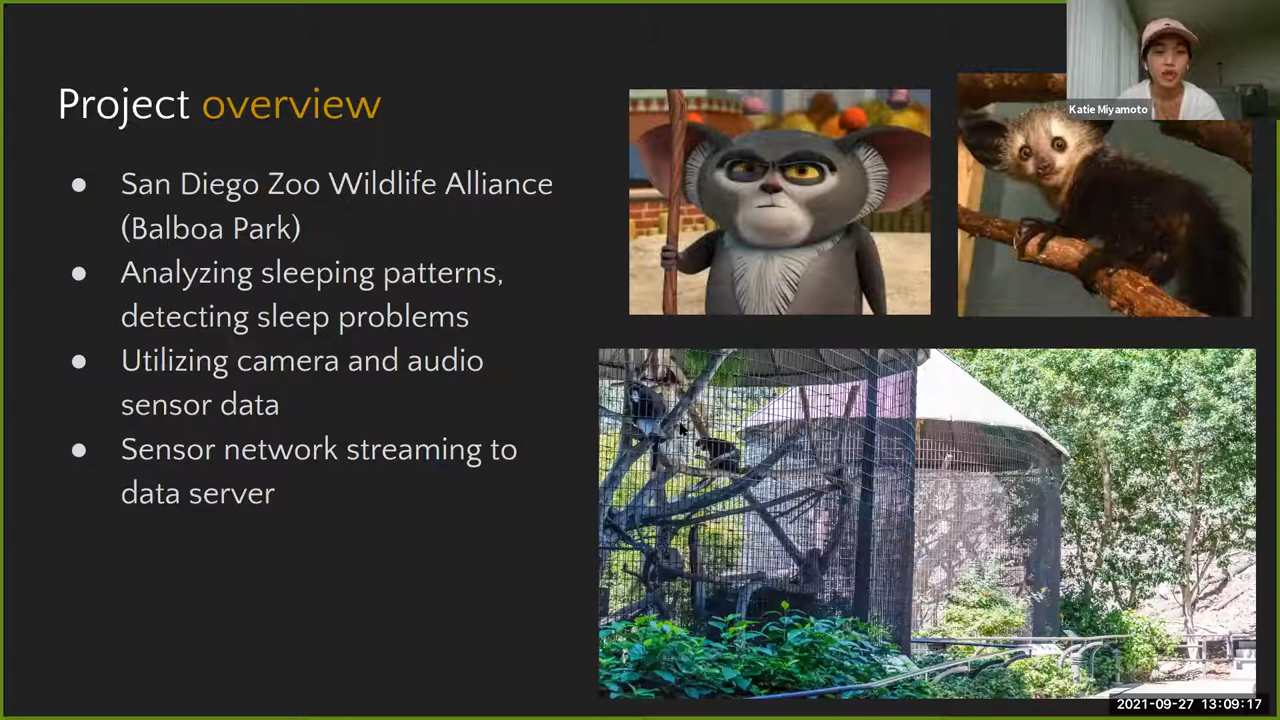 Project overview
● San Diego Zoo Wildlife Alliance
(Balboa Park)
● Analyzing sleeping patterns,
detecting sleep problems
● Utilizing camera and audio
sensor data
● Sensor network streaming to
data server
Katie Miyamoto
2021-09-27 13:09:17